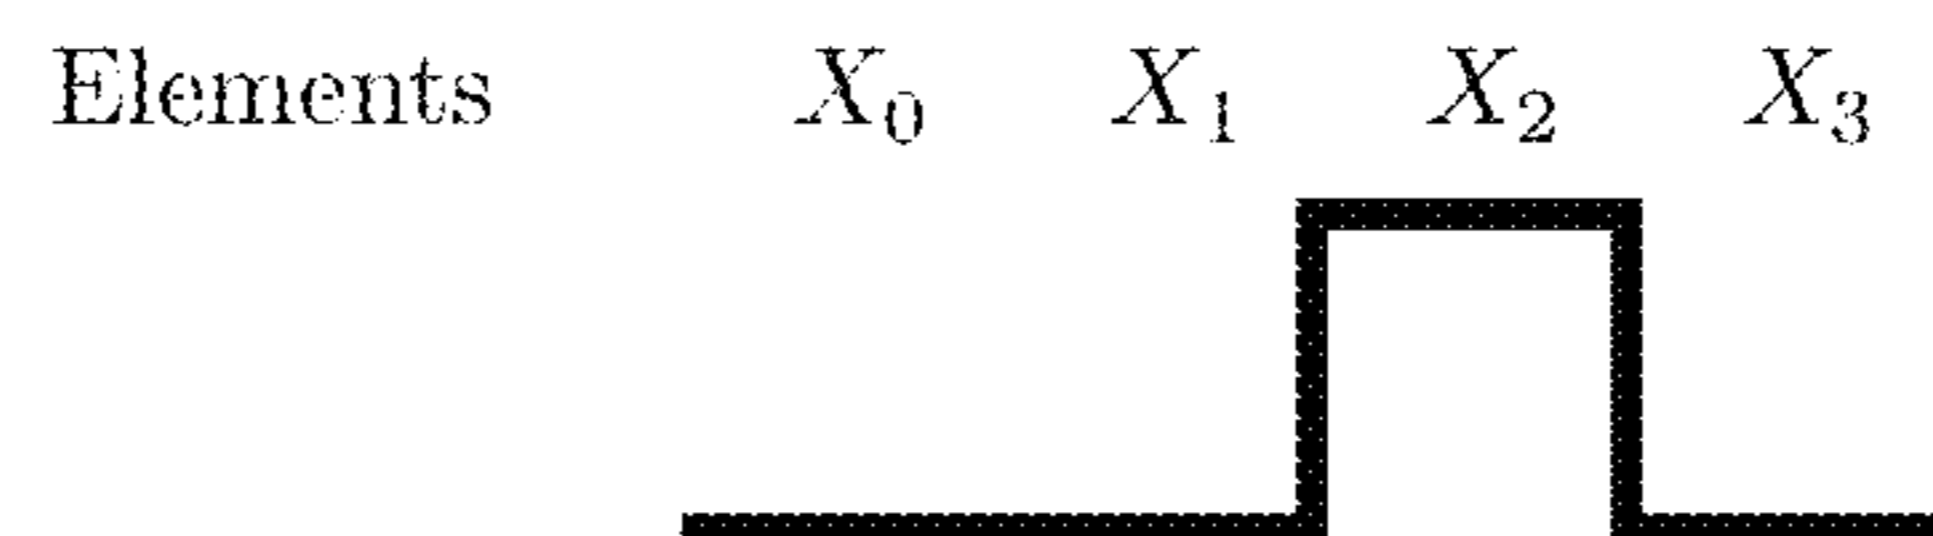 Elements X₀ X₁ X₂ X₃